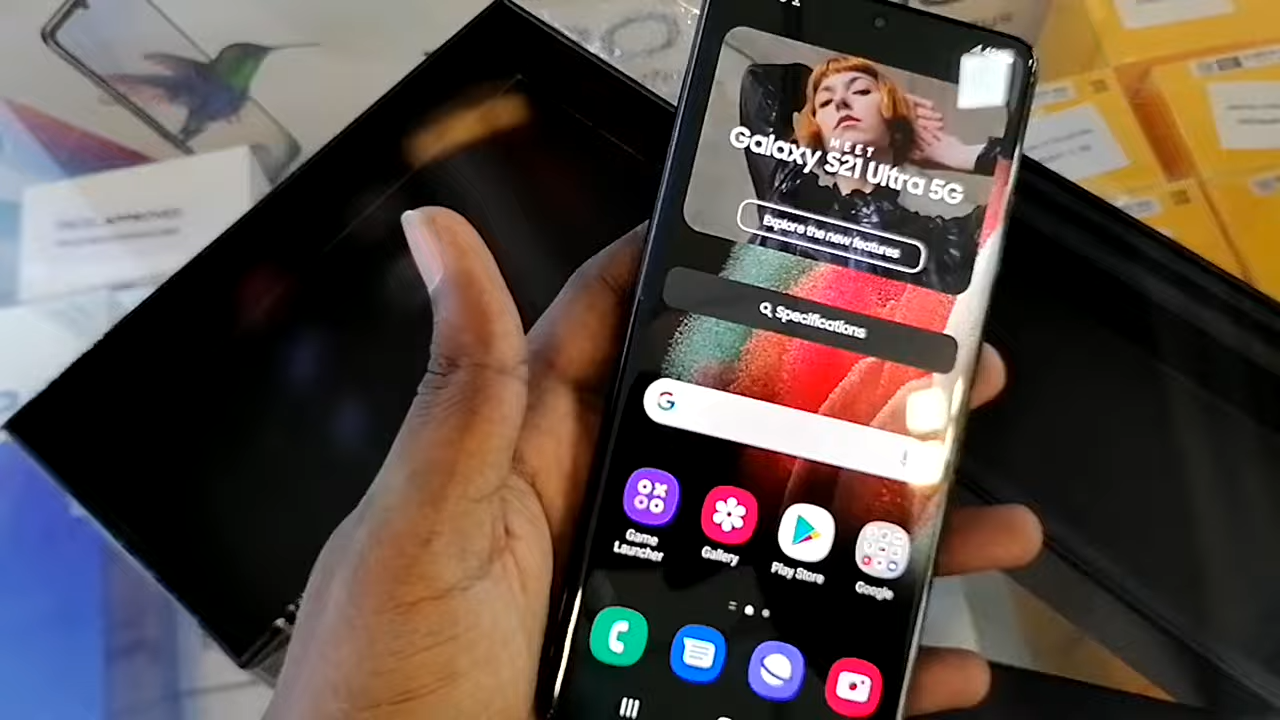 MEET
Galaxy S21 Ultra 5G
Explore the new features
Specifications
G
Game
Launcher
Gallery
Play Store
Google